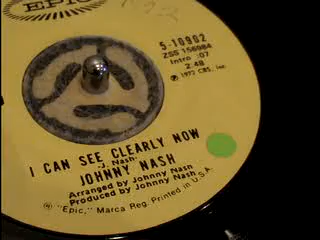 EPIC
5-10902
ZSS 156984
Intro :07
2:48
℗ 1972 CBS, Inc.
I CAN SEE CLEARLY NOW
J. Nash
JOHNNY NASH
Arranged by Johnny Nash
Produced by Johnny Nash
® "Epic," Marca Reg. Printed in U.S.A.